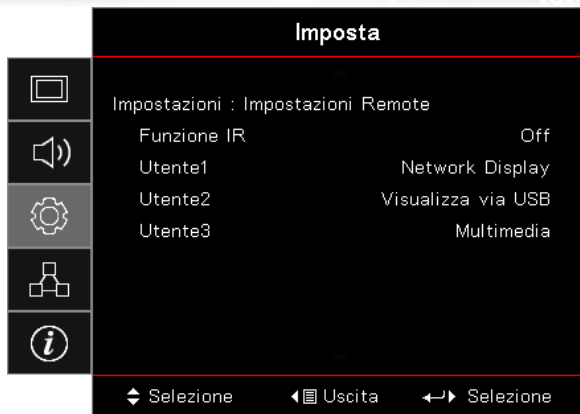 Imposta
Impostazioni : Impostazioni Remote
Funzione IR Off
Utente1 Network Display
Utente2 Visualizza via USB
Utente3 Multimedia
Selezione Uscita Selezione